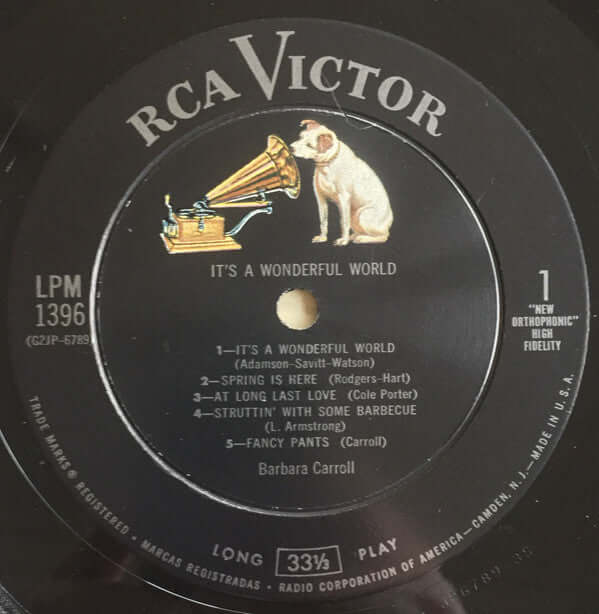 RCA VICTOR
IT'S A WONDERFUL WORLD
LPM
1396
(G2JP-6789
1
"NEW
ORTHOPHONIC"
HIGH
FIDELITY
1—IT'S A WONDERFUL WORLD
(Adamson-Savitt-Watson)
2—SPRING IS HERE (Rodgers-Hart)
3—AT LONG LAST LOVE (Cole Porter)
4—STRUTTIN' WITH SOME BARBECUE
(L. Armstrong)
5—FANCY PANTS (Carroll)
Barbara Carroll
LONG 33⅓ PLAY
TRADE MARKS ® REGISTERED • MARCAS REGISTRADAS • RADIO CORPORATION OF AMERICA—CAMDEN, N. J.—MADE IN U. S. A.